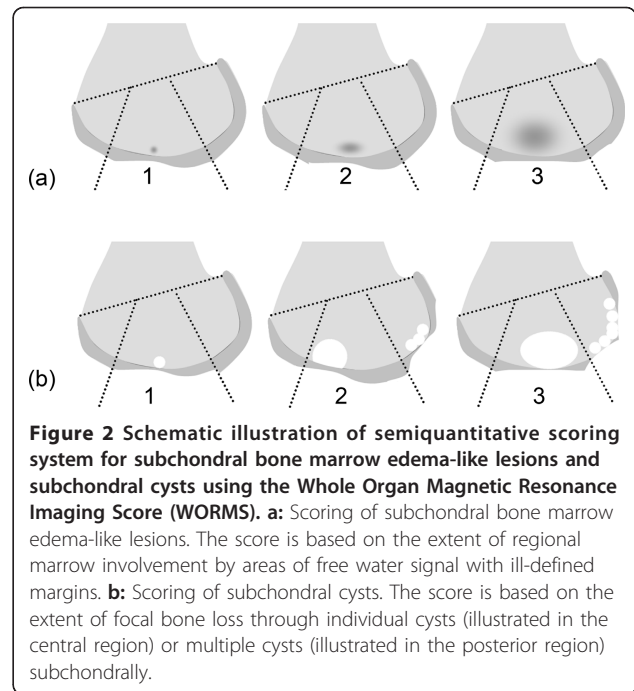 (a) 1 2 3
(b) 1 2 3
Figure 2 Schematic illustration of semiquantitative scoring
system for subchondral bone marrow edema-like lesions and
subchondral cysts using the Whole Organ Magnetic Resonance
Imaging Score (WORMS). a: Scoring of subchondral bone marrow
edema-like lesions. The score is based on the extent of regional
marrow involvement by areas of free water signal with ill-defined
margins. b: Scoring of subchondral cysts. The score is based on the
extent of focal bone loss through individual cysts (illustrated in the
central region) or multiple cysts (illustrated in the posterior region)
subchondrally.